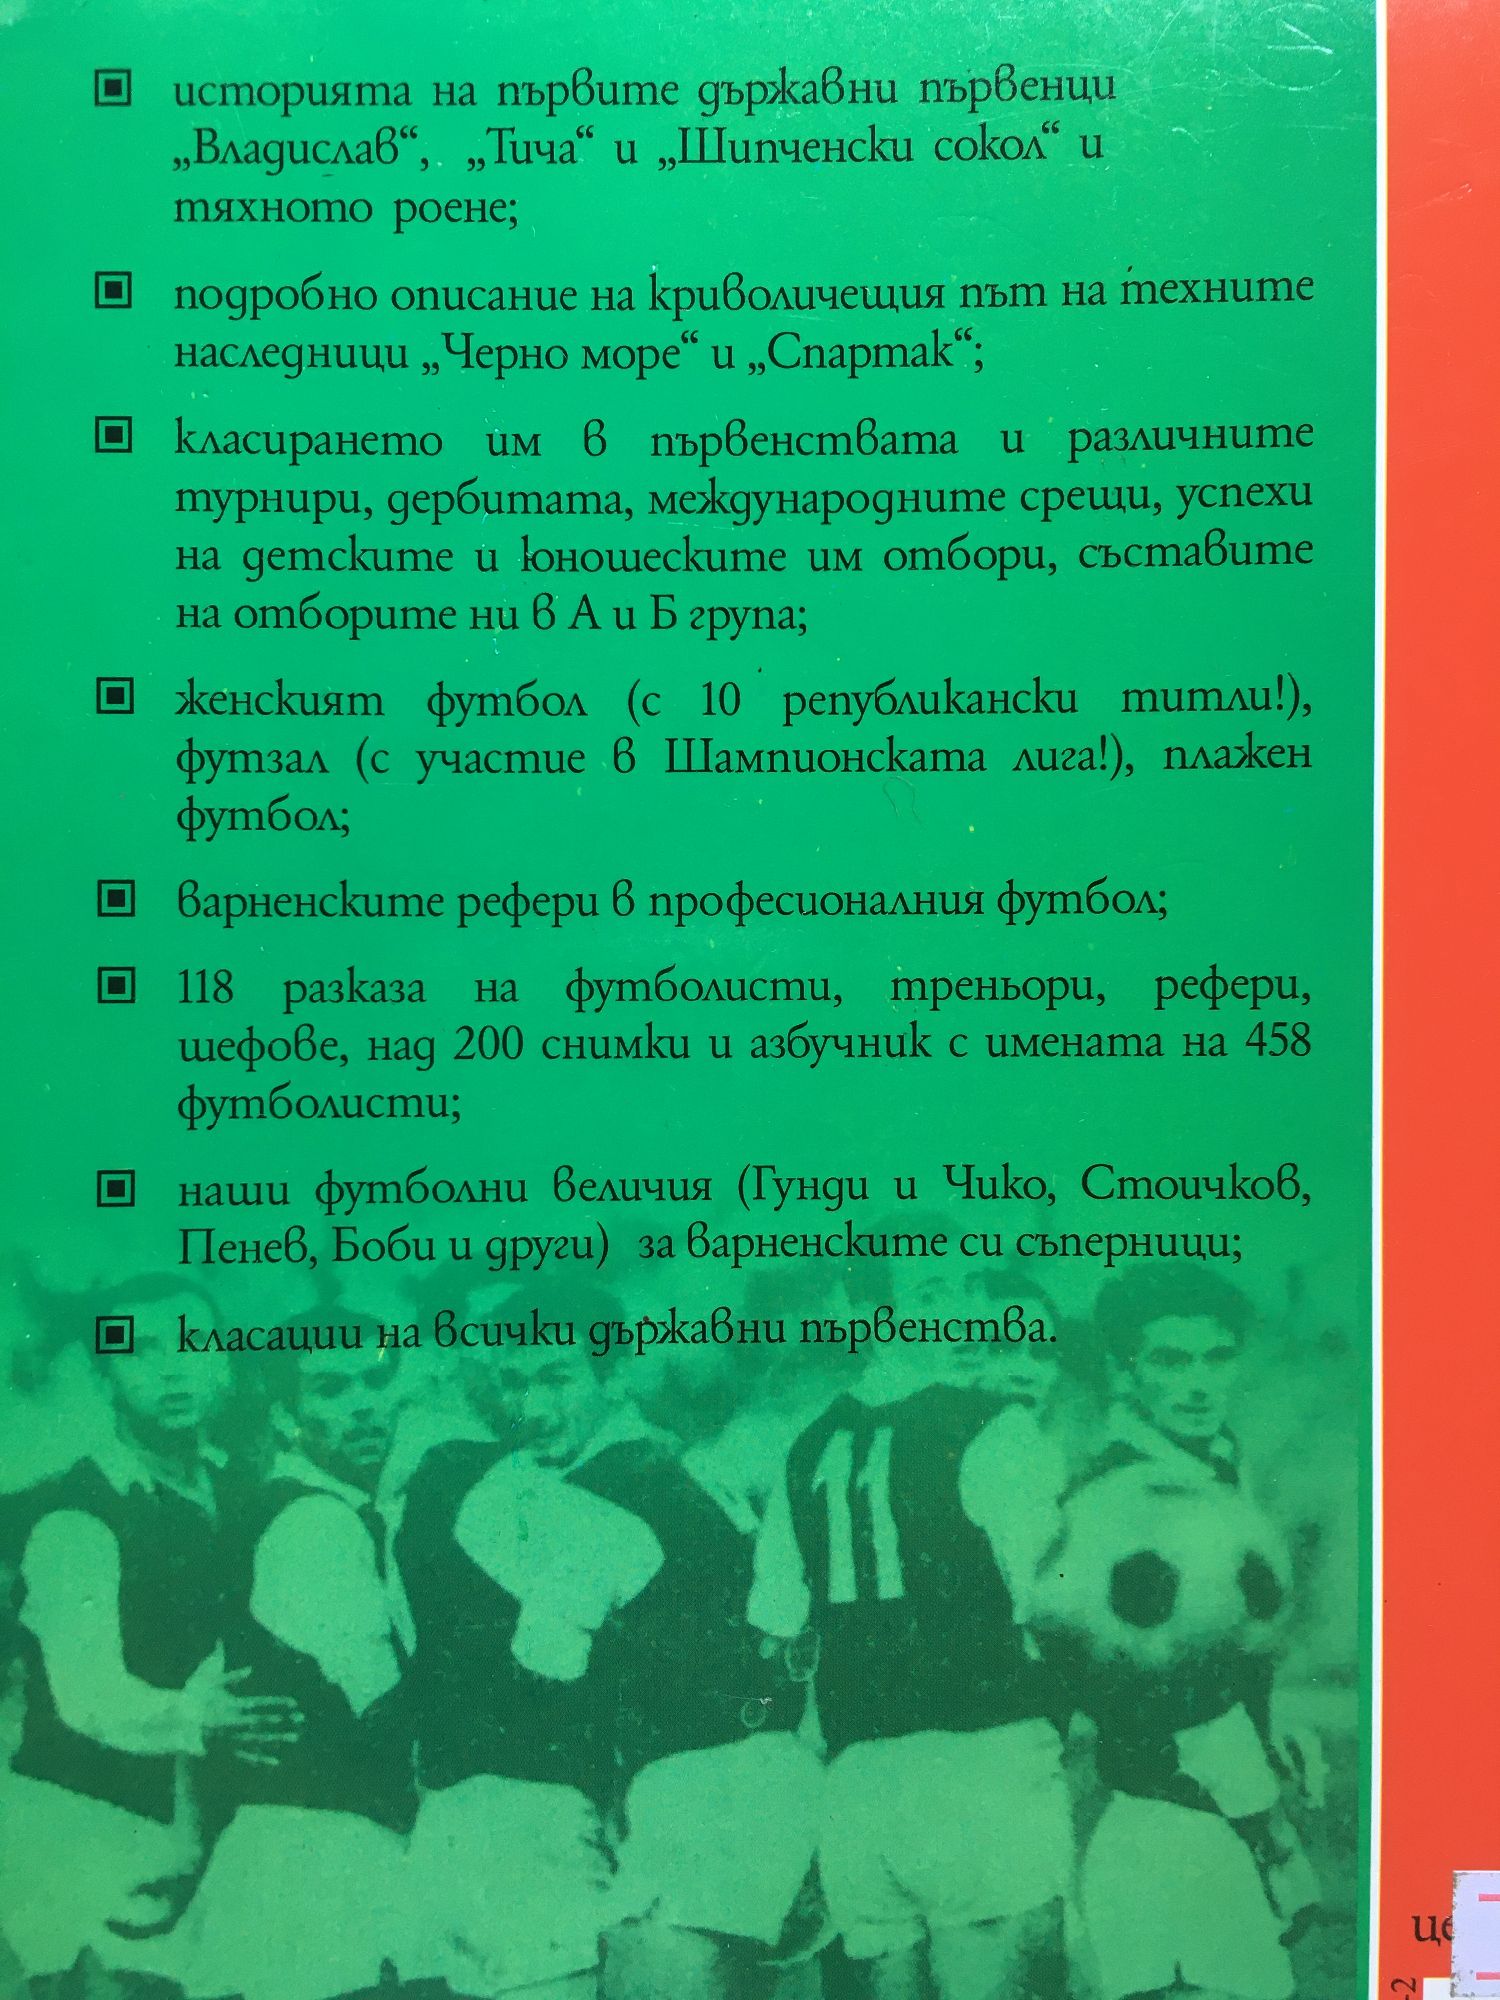 историята на първите държавни първенци
„Владислав“, „Тича“ и „Шипченски сокол“ и
тяхното роене;
подробно описание на криволичещия път на техните
наследници „Черно море“ и „Спартак“;
класирането им в първенствата и различните
турнири, дербитата, международните срещи, успехи
на детските и юношеските им отбори, съставите
на отборите ни в А и Б група;
женският футбол (с 10 републикански титли!),
футзал (с участие в Шампионската лига!), плажен
футбол;
варненските рефери в професионалния футбол;
118 разказа на футболисти, треньори, рефери,
шефове, над 200 снимки и азбучник с имената на 458
футболисти;
наши футболни величия (Гунди и Чико, Стоичков,
Пенев, Боби и други) за варненските си съперници;
класации на всички държавни първенства.
11
-2